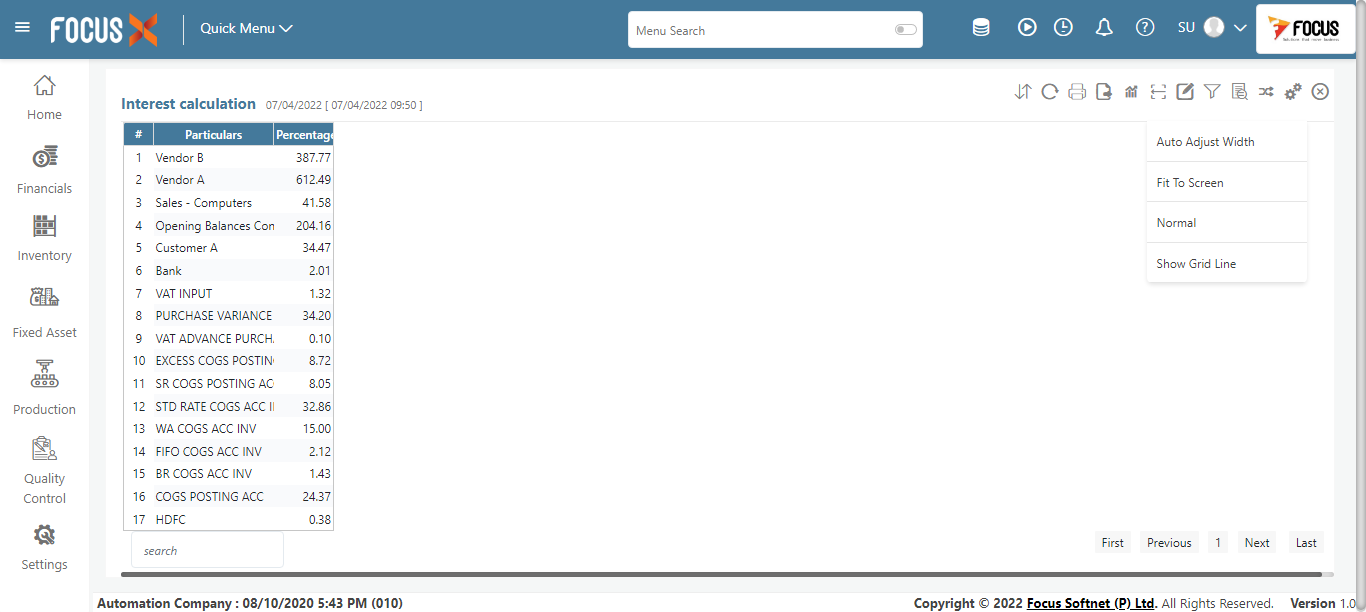 FOCUS X
Quick Menu
Menu Search
SU
FOCUS
Home
Financials
Inventory
Fixed Asset
Production
Quality
Control
Settings
Interest calculation 07/04/2022 [ 07/04/2022 09:50 ]
# Particulars Percentage
1 Vendor B 387.77
2 Vendor A 612.49
3 Sales - Computers 41.58
4 Opening Balances Con 204.16
5 Customer A 34.47
6 Bank 2.01
7 VAT INPUT 1.32
8 PURCHASE VARIANCE 34.20
9 VAT ADVANCE PURCH 0.10
10 EXCESS COGS POSTIN 8.72
11 SR COGS POSTING AC 8.05
12 STD RATE COGS ACC I 32.86
13 WA COGS ACC INV 15.00
14 FIFO COGS ACC INV 2.12
15 BR COGS ACC INV 1.43
16 COGS POSTING ACC 24.37
17 HDFC 0.38
search
Auto Adjust Width
Fit To Screen
Normal
Show Grid Line
First Previous 1 Next Last
Automation Company : 08/10/2020 5:43 PM (010)
Copyright © 2022 Focus Softnet (P) Ltd. All Rights Reserved. Version 1.0